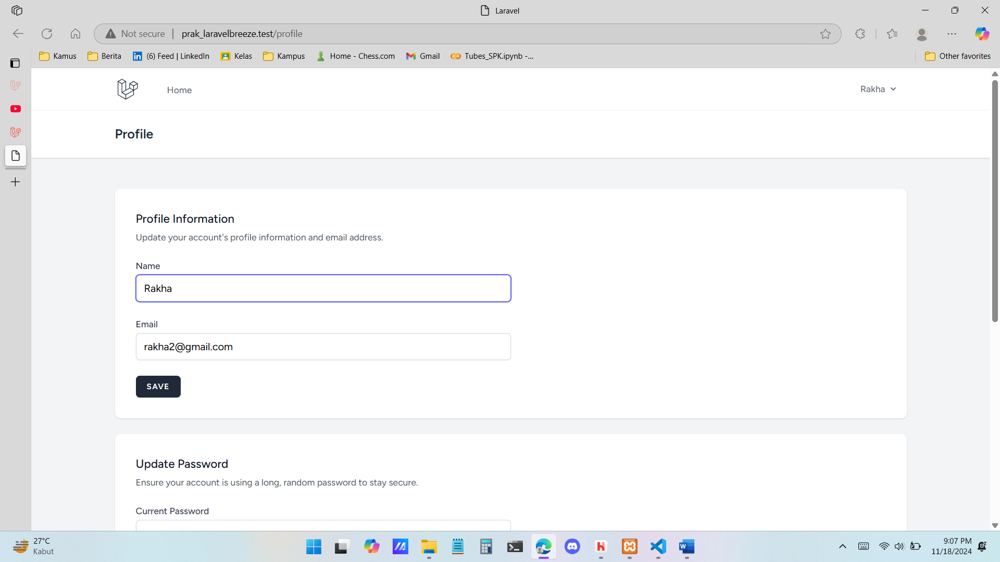 Laravel
Not secure | prak_laravelbreeze.test/profile
Kamus Berita (6) Feed | LinkedIn Kelas Kampus Home - Chess.com Gmail Tubes_SPK.ipynb -... Other favorites
Home Rakha
Profile
Profile Information
Update your account's profile information and email address.
Name
Rakha
Email
rakha2@gmail.com
SAVE
Update Password
Ensure your account is using a long, random password to stay secure.
Current Password
27°C
Kabut
9:07 PM
11/18/2024